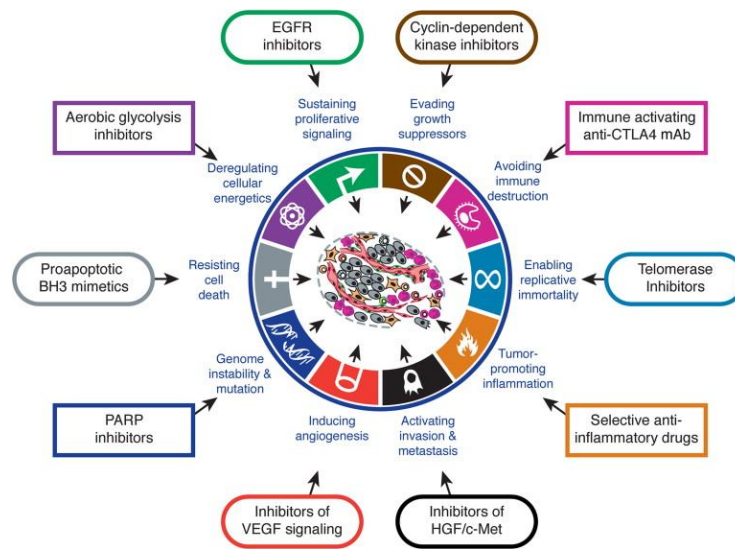 EGFR
inhibitors
Cyclin-dependent
kinase inhibitors
Sustaining
proliferative
signaling
Evading
growth
suppressors
Aerobic glycolysis
inhibitors
Immune activating
anti-CTLA4 mAb
Deregulating
cellular
energetics
Avoiding
immune
destruction
Proapoptotic
BH3 mimetics
Resisting
cell
death
Enabling
replicative
immortality
Telomerase
Inhibitors
Genome
instability &
mutation
Tumor-
promoting
inflammation
PARP
inhibitors
Inducing
angiogenesis
Activating
invasion &
metastasis
Selective anti-
inflammatory drugs
Inhibitors of
VEGF signaling
Inhibitors of
HGF/c-Met